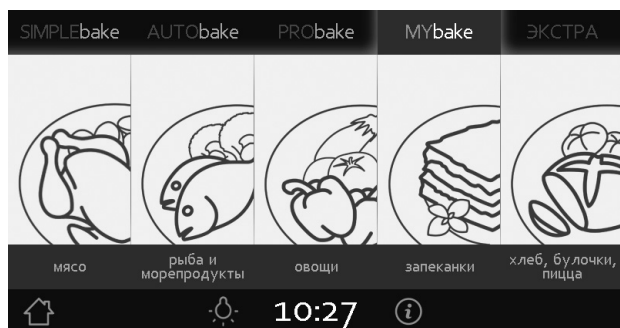 SIMPLEbake AUTObake PRObake MYbake ЭКСТРА
мясо
рыба и
морепродукты
овощи
запеканки
хлеб, булочки,
пицца
10:27
i